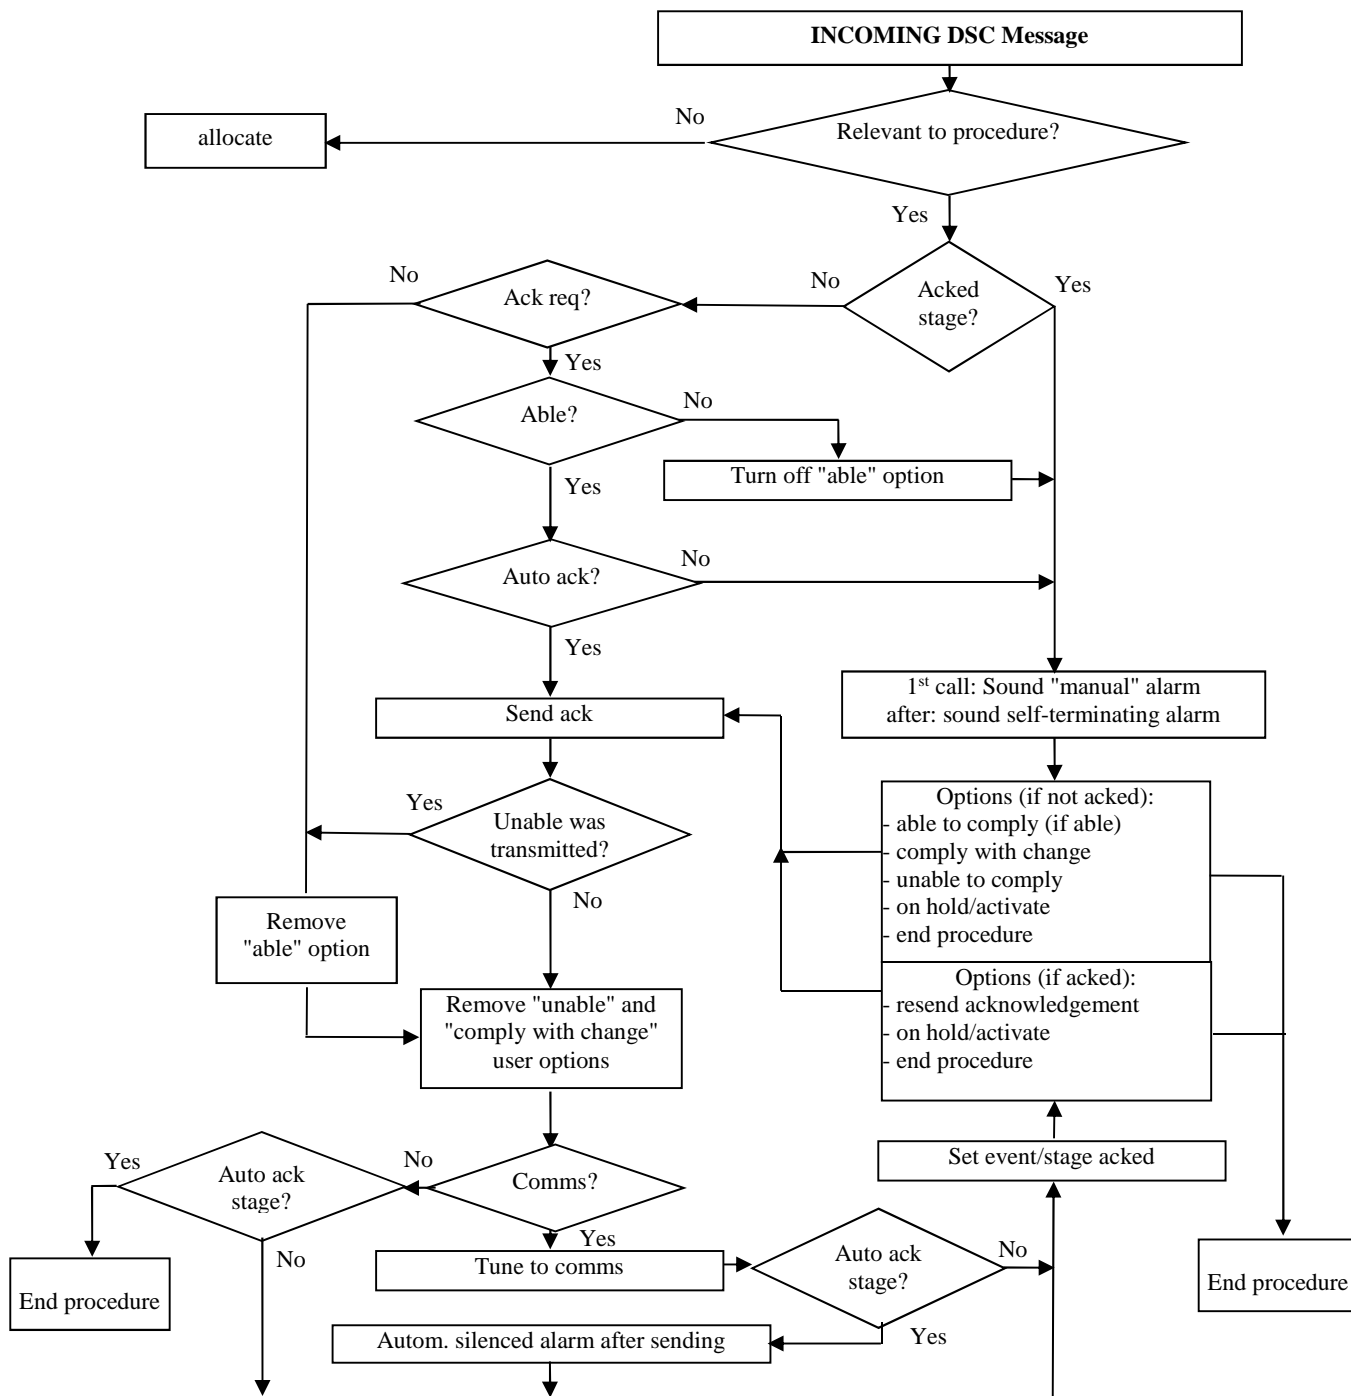 INCOMING DSC Message
No
allocate
Relevant to procedure?
Yes
No
Ack req?
No
Acked
stage?
Yes
Yes
Able?
No
Turn off "able" option
Yes
Auto ack?
No
Yes
1st call: Sound "manual" alarm
after: sound self-terminating alarm
Send ack
Yes
Unable was
transmitted?
No
Options (if not acked):
- able to comply (if able)
- comply with change
- unable to comply
- on hold/activate
- end procedure
Remove
"able" option
Options (if acked):
- resend acknowledgement
- on hold/activate
- end procedure
Remove "unable" and
"comply with change"
user options
Set event/stage acked
Yes
Auto ack
stage?
No
Comms?
Yes
No
Tune to comms
Auto ack
stage?
No
End procedure
End procedure
Autom. silenced alarm after sending
Yes